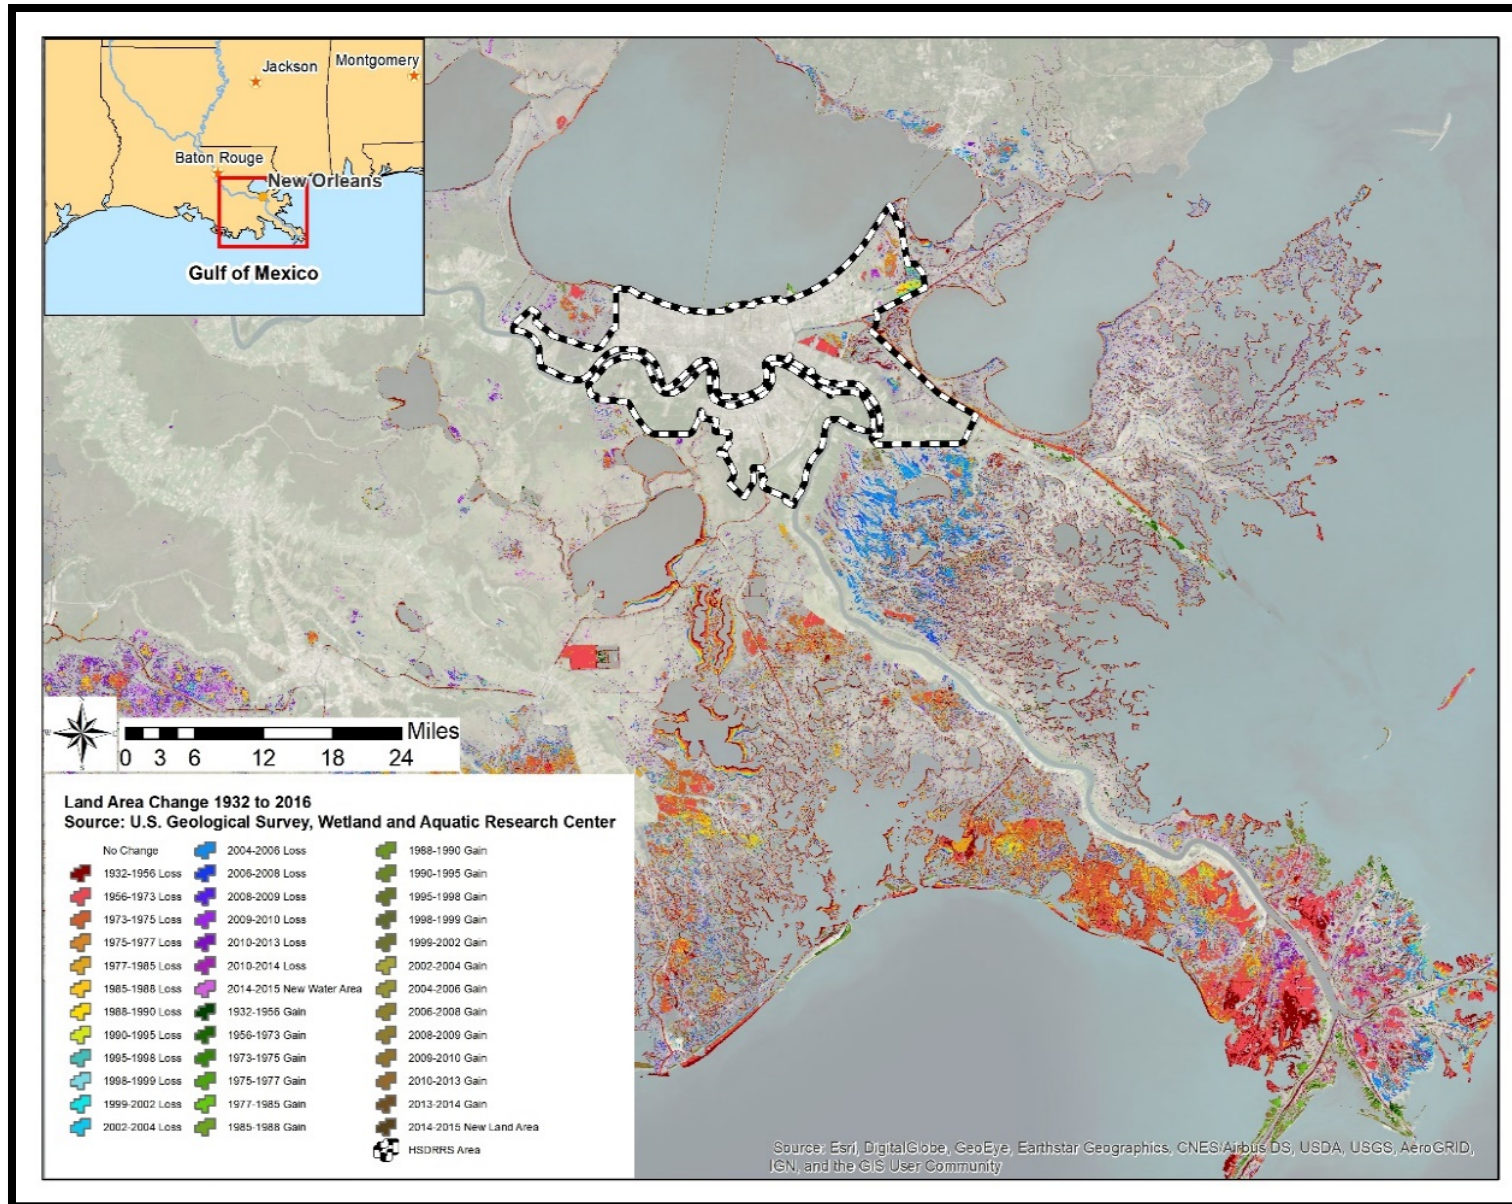 Jackson
Montgomery
Baton Rouge
New Orleans
Gulf of Mexico
Miles
0 3 6 12 18 24
Land Area Change 1932 to 2016
Source: U.S. Geological Survey, Wetland and Aquatic Research Center
No Change
1932-1956 Loss
1956-1973 Loss
1973-1975 Loss
1975-1977 Loss
1977-1985 Loss
1985-1988 Loss
1988-1990 Loss
1990-1995 Loss
1995-1998 Loss
1998-1999 Loss
1999-2002 Loss
2002-2004 Loss
2004-2006 Loss
2006-2008 Loss
2008-2009 Loss
2009-2010 Loss
2010-2013 Loss
2010-2014 Loss
2014-2015 New Water Area
1932-1956 Gain
1956-1973 Gain
1973-1975 Gain
1975-1977 Gain
1977-1985 Gain
1985-1988 Gain
1988-1990 Gain
1990-1995 Gain
1995-1998 Gain
1998-1999 Gain
1999-2002 Gain
2002-2004 Gain
2004-2006 Gain
2006-2008 Gain
2008-2009 Gain
2009-2010 Gain
2010-2013 Gain
2013-2014 Gain
2014-2015 New Land Area
HSDRRS Area
Source: Esri, DigitalGlobe, GeoEye, Earthstar Geographics, CNES/Airbus DS, USDA, USGS, AeroGRID,
IGN, and the GIS User Community